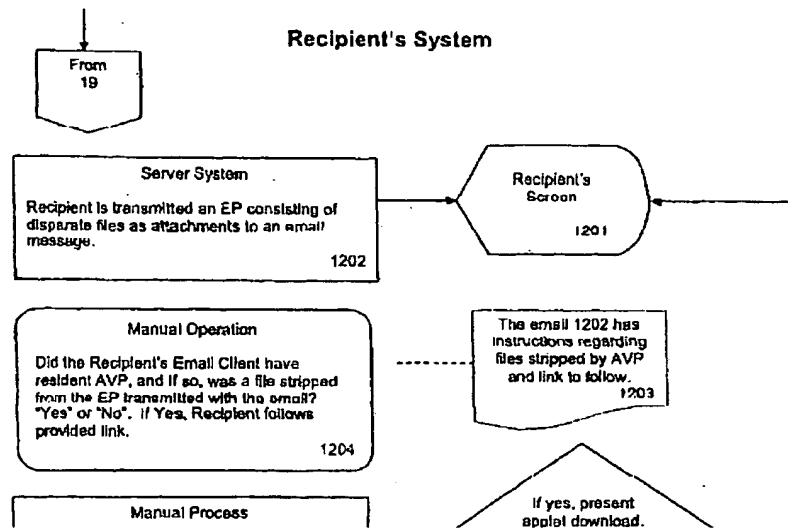 Recipient's System
From
19
Server System
Recipient is transmitted an EP consisting of
disparate files as attachments to an email
message.
1202
Recipient's
Screen
1201
Manual Operation
Did the Recipient's Email Client have
resident AVP, and if so, was a file stripped
from the EP transmitted with the email?
"Yes" or "No". If Yes, Recipient follows
provided link.
1204
The email 1202 has
instructions regarding
files stripped by AVP
and link to follow.
1203
Manual Process
If yes, present
applet download.